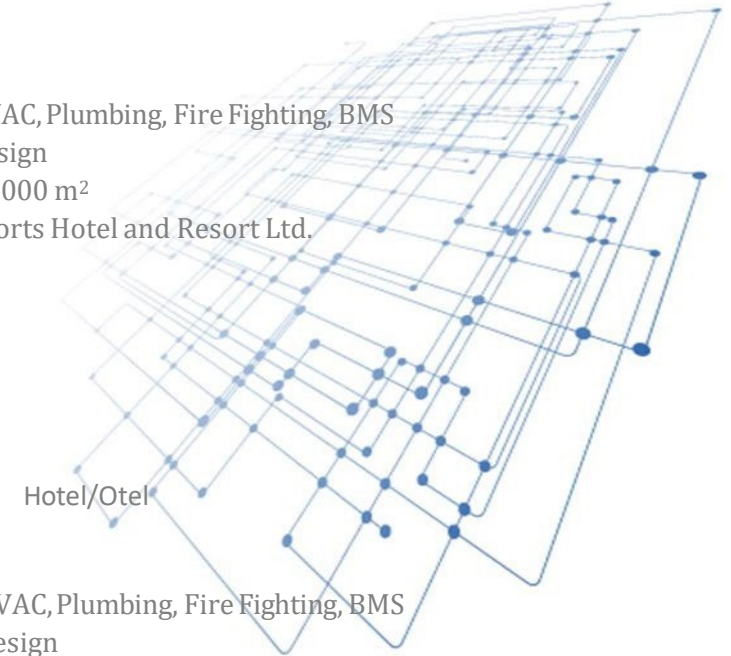 VAC, Plumbing, Fire Fighting, BMS
sign
000 m²
orts Hotel and Resort Ltd.
Hotel/Otel
VAC, Plumbing, Fire Fighting, BMS
esign